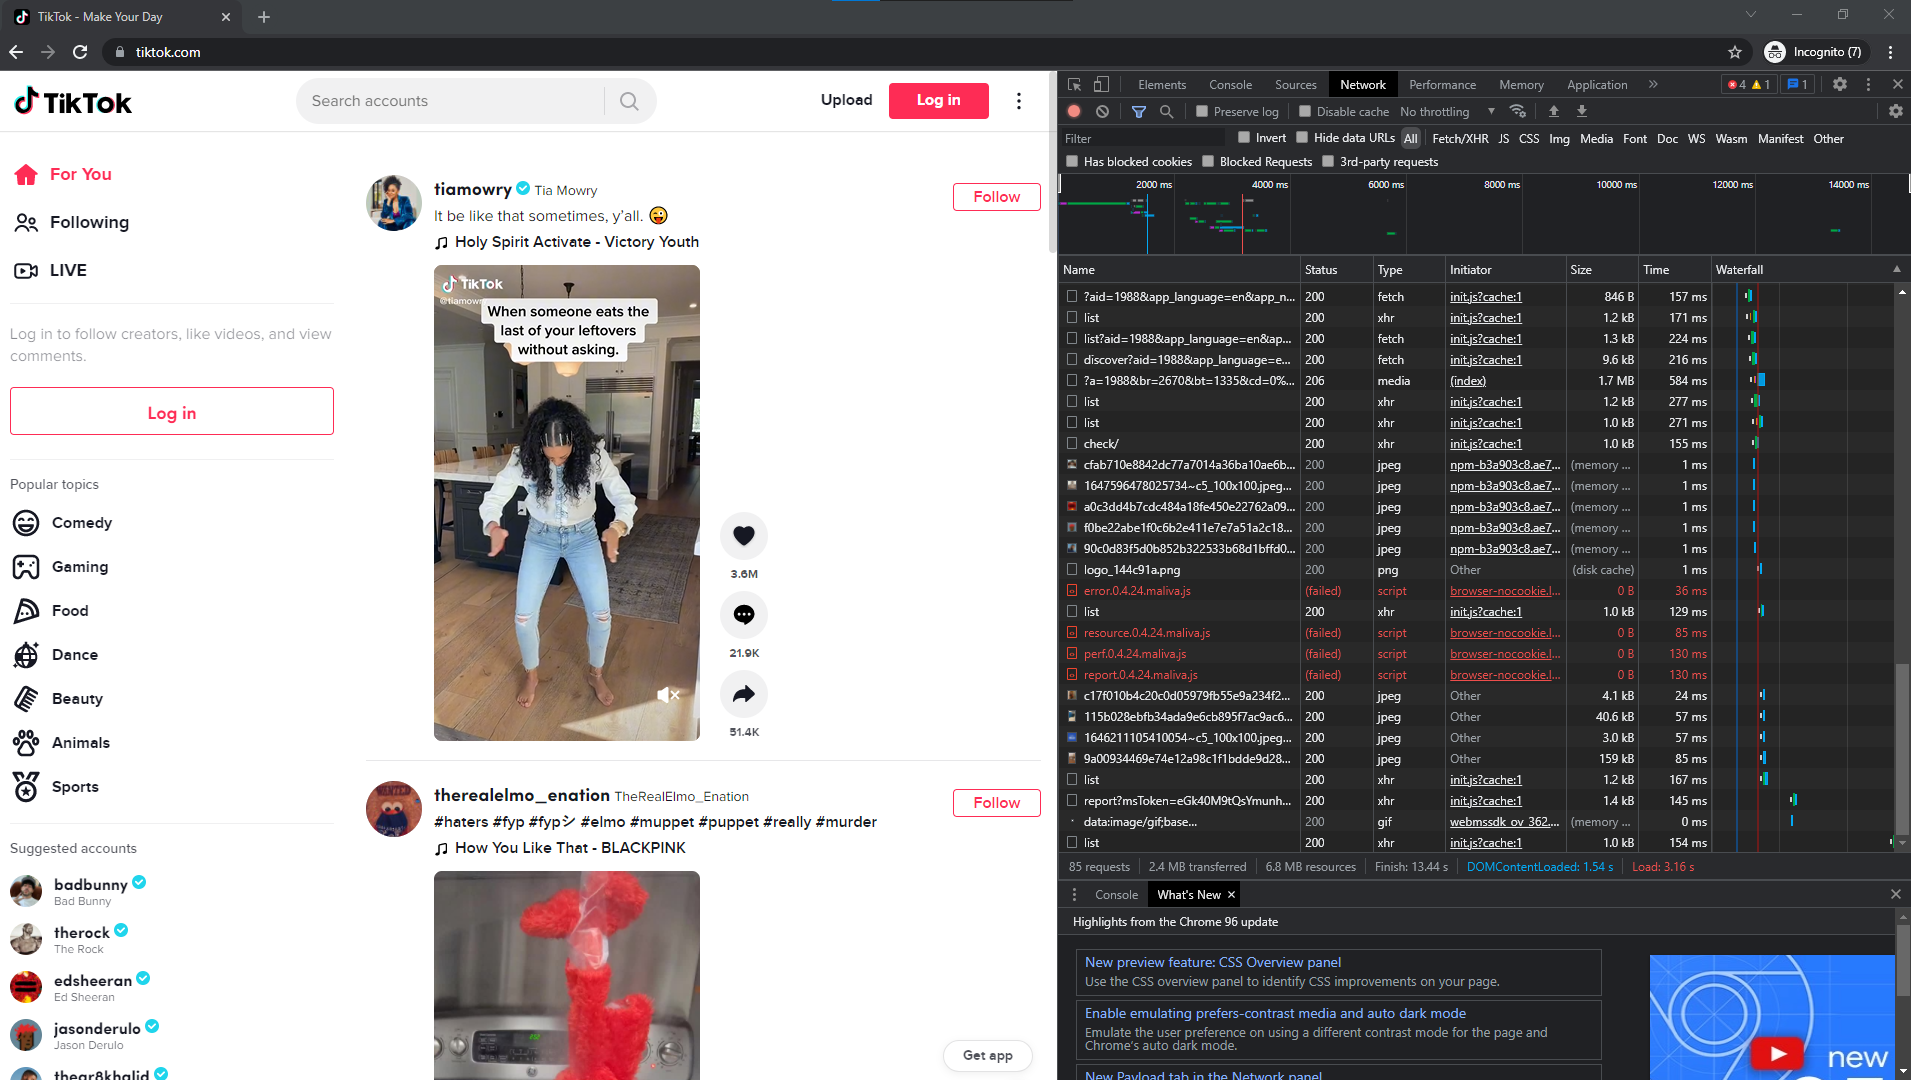 TikTok - Make Your Day
tiktok.com
Incognito (7)
TikTok
Search accounts
Upload
Log in
For You
Following
LIVE
Log in to follow creators, like videos, and view
comments.
Log in
Popular topics
Comedy
Gaming
Food
Dance
Beauty
Animals
Sports
Suggested accounts
badbunny
Bad Bunny
therock
The Rock
edsheeran
Ed Sheeran
jasonderulo
Jason Derulo
thegr8khalid
tiamowry Tia Mowry
Follow
It be like that sometimes, y'all. 😜
Holy Spirit Activate - Victory Youth
TikTok
When someone eats the
last of your leftovers
without asking.
3.6M
21.9K
51.4K
therealelmo_enation TheRealElmo_Enation
Follow
#haters #fyp #fypシ #elmo #muppet #puppet #really #murder
How You Like That - BLACKPINK
Get app
Elements Console Sources Network Performance Memory Application » 4 1 1
Preserve log Disable cache No throttling
Filter Invert Hide data URLs All Fetch/XHR JS CSS Img Media Font Doc WS Wasm Manifest Other
Has blocked cookies Blocked Requests 3rd-party requests
2000 ms 4000 ms 6000 ms 8000 ms 10000 ms 12000 ms 14000 ms
Name Status Type Initiator Size Time Waterfall
?aid=1988&app_language=en&app_n... 200 fetch init.js?cache:1 846 B 157 ms
list 200 xhr init.js?cache:1 1.2 kB 171 ms
list?aid=1988&app_language=en&ap... 200 fetch init.js?cache:1 1.3 kB 224 ms
discover?aid=1988&app_language=e... 200 fetch init.js?cache:1 9.6 kB 216 ms
?a=1988&br=2670&bt=1335&cd=0%... 206 media (index) 1.7 MB 584 ms
list 200 xhr init.js?cache:1 1.2 kB 277 ms
list 200 xhr init.js?cache:1 1.0 kB 271 ms
check/ 200 xhr init.js?cache:1 1.0 kB 155 ms
cfab710e8842dc77a7014a36ba10ae6b... 200 jpeg npm-b3a903c8.ae7... (memory ... 1 ms
1647596478025734~c5_100x100.jpeg... 200 jpeg npm-b3a903c8.ae7... (memory ... 1 ms
a0c3dd4b7cdc484a18fe450e22762a09... 200 jpeg npm-b3a903c8.ae7... (memory ... 1 ms
f0be22abe1f0c6b2e411e7e7a51a2c18... 200 jpeg npm-b3a903c8.ae7... (memory ... 1 ms
90c0d83f5d0b852b322533b68d1bffd0... 200 jpeg npm-b3a903c8.ae7... (memory ... 1 ms
logo_144c91a.png 200 png Other (disk cache) 1 ms
error.0.4.24.maliva.js (failed) script browser-nocookie.l... 0 B 36 ms
list 200 xhr init.js?cache:1 1.0 kB 129 ms
resource.0.4.24.maliva.js (failed) script browser-nocookie.l... 0 B 85 ms
perf.0.4.24.maliva.js (failed) script browser-nocookie.l... 0 B 130 ms
report.0.4.24.maliva.js (failed) script browser-nocookie.l... 0 B 130 ms
c17f010b4c20c0d05979fb55e9a234f2... 200 jpeg Other 4.1 kB 24 ms
115b028ebfb34ada9e6cb895f7ac9ac6... 200 jpeg Other 40.6 kB 57 ms
1646211105410054~c5_100x100.jpeg... 200 jpeg Other 3.0 kB 57 ms
9a00934469e74e12a98c1f1bdde9d28... 200 jpeg Other 159 kB 85 ms
list 200 xhr init.js?cache:1 1.2 kB 167 ms
report?msToken=eGk40M9tQsYmunh... 200 xhr init.js?cache:1 1.4 kB 145 ms
data:image/gif;base... 200 gif webmssdk_ov_362.... (memory ... 0 ms
list 200 xhr init.js?cache:1 1.0 kB 154 ms
85 requests 2.4 MB transferred 6.8 MB resources Finish: 13.44 s DOMContentLoaded: 1.54 s Load: 3.16 s
Console What's New
Highlights from the Chrome 96 update
New preview feature: CSS Overview panel
Use the CSS overview panel to identify CSS improvements on your page.
Enable emulating prefers-contrast media and auto dark mode
Emulate the user preference on using a different contrast mode for the page and
Chrome's auto dark mode.
New Payload tab in the Network panel
new